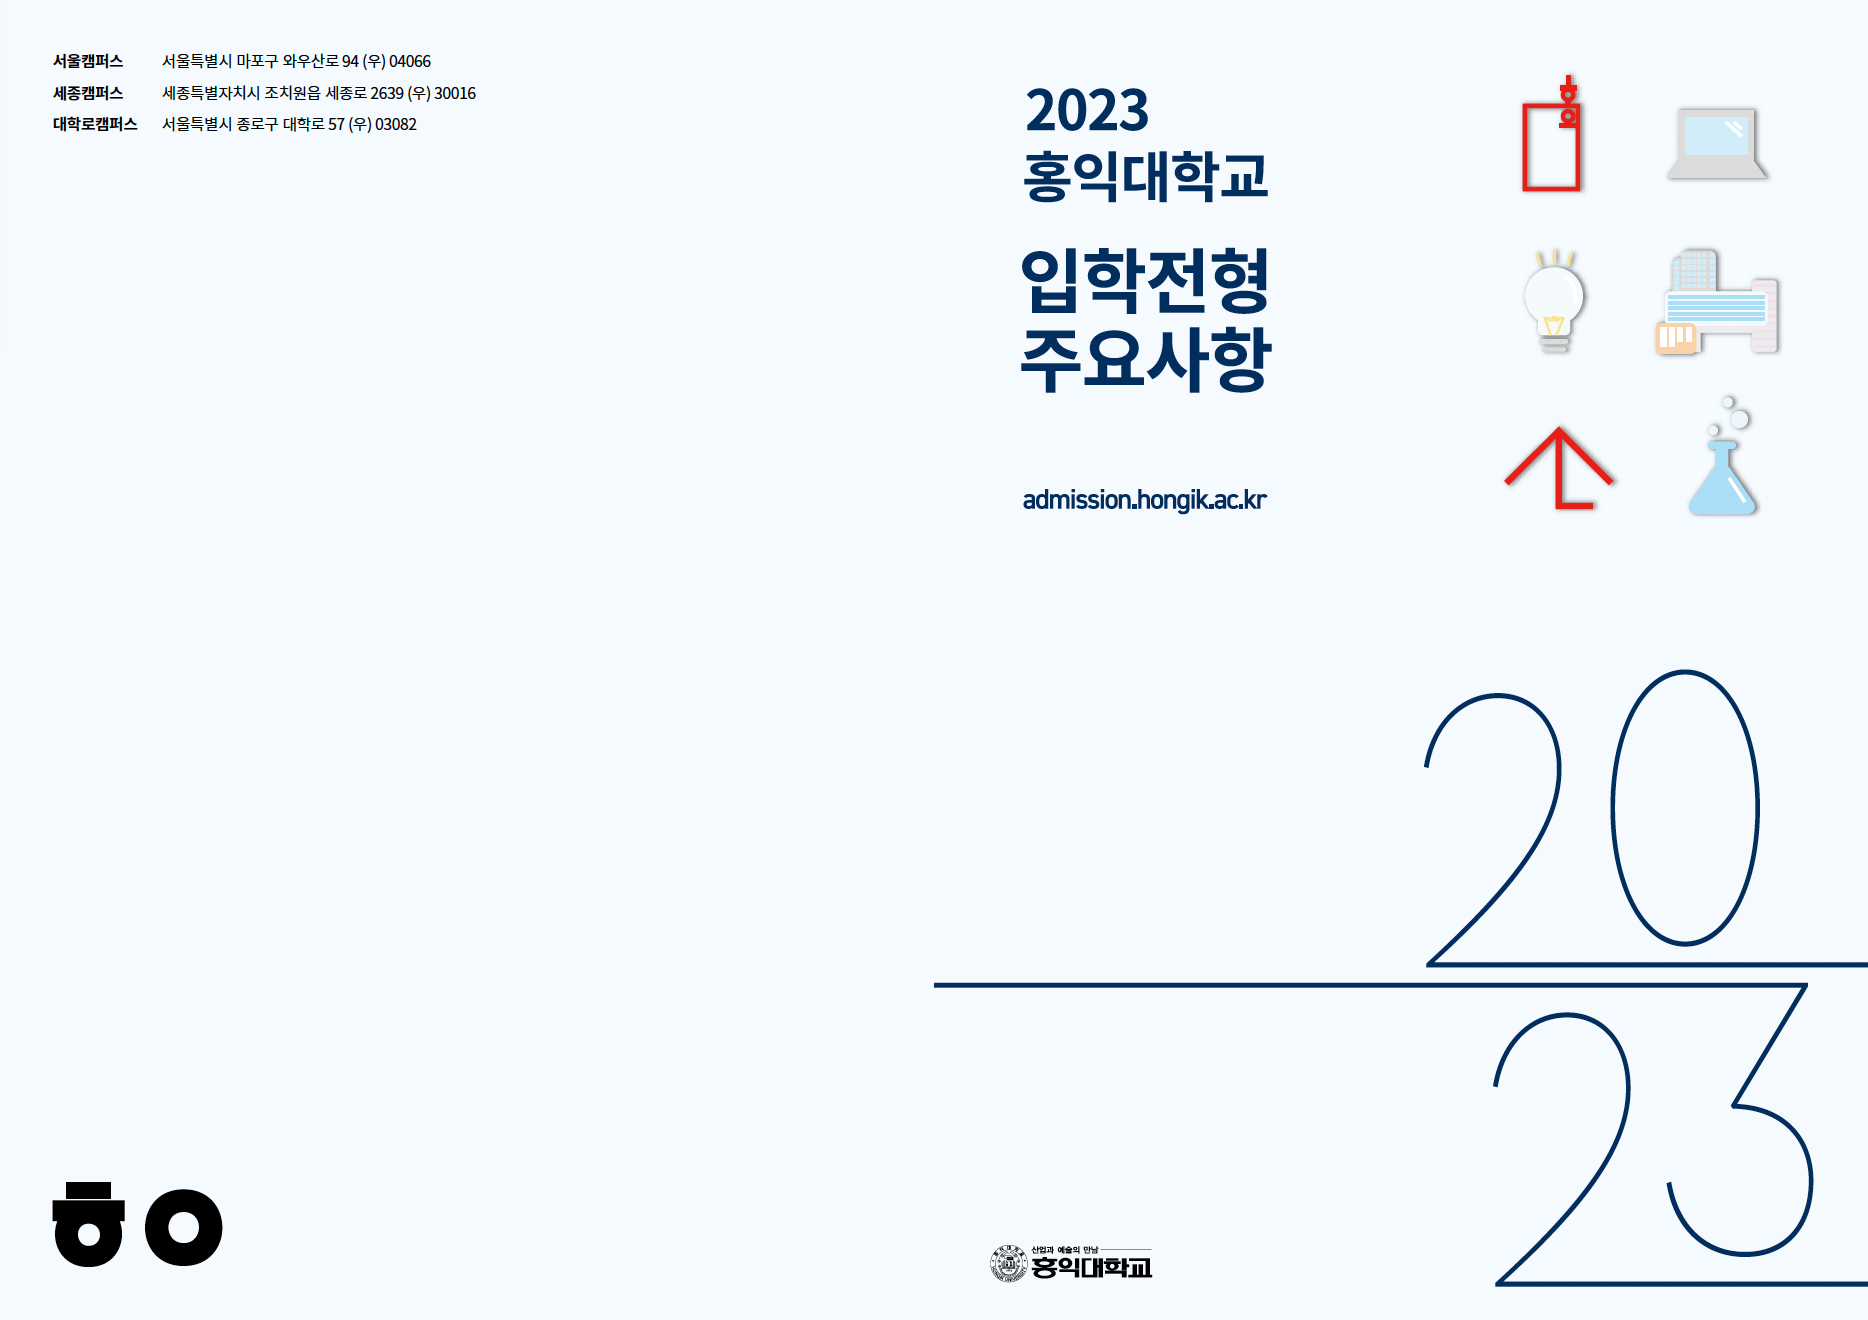 서울캠퍼스 서울특별시 마포구 와우산로 94 (우) 04066
세종캠퍼스 세종특별자치시 조치원읍 세종로 2639 (우) 30016
대학로캠퍼스 서울특별시 종로구 대학로 57 (우) 03082
ㅎㅇ
2023
홍익대학교
입학전형
주요사항
admission.hongik.ac.kr
홍
20
23
산업과 예술의 만남
홍익대학교